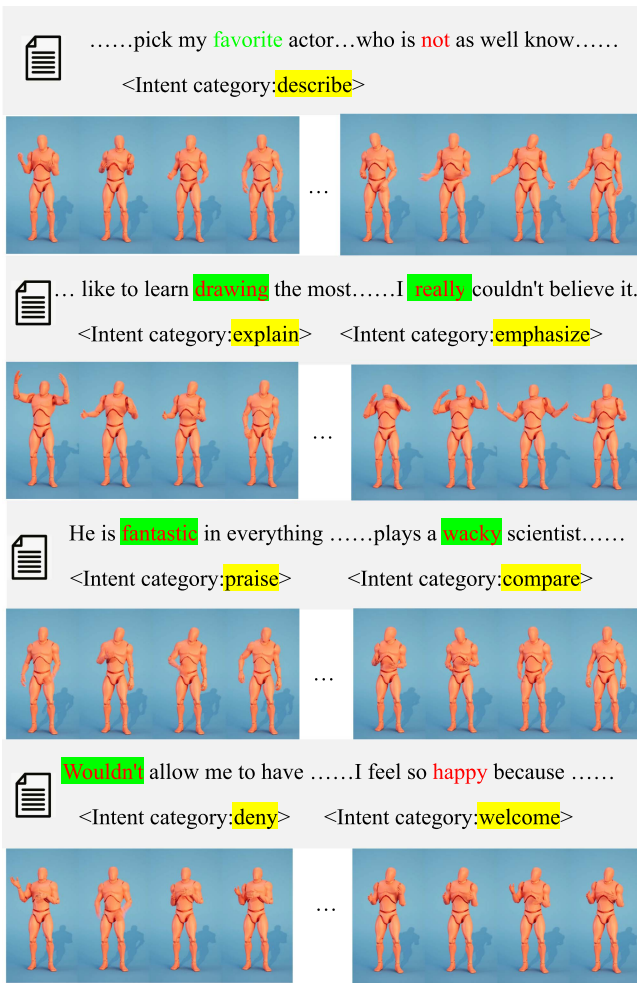 ……pick my favorite actor…who is not as well know……
<Intent category:describe>
…
… like to learn drawing the most……I really couldn't believe it.
<Intent category:explain> <Intent category:emphasize>
…
He is fantastic in everything ……plays a wacky scientist……
<Intent category:praise> <Intent category:compare>
…
Wouldn't allow me to have ……I feel so happy because ……
<Intent category:deny> <Intent category:welcome>
…